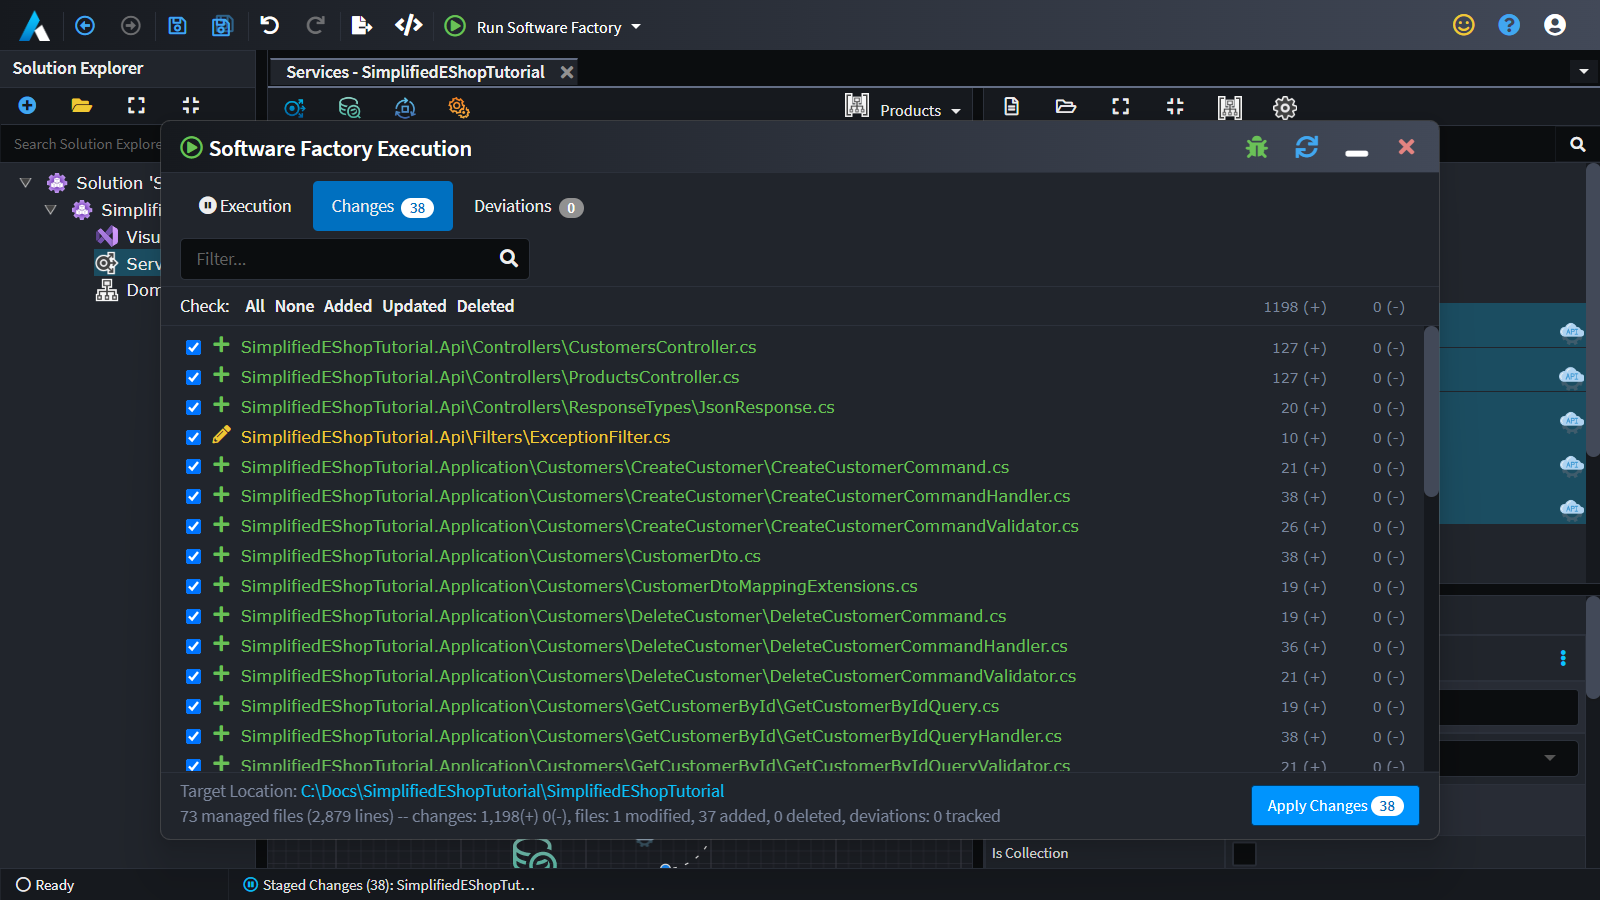 Run Software Factory
Solution Explorer
Services - SimplifiedEShopTutorial
Products
Search Solution Explore
Solution 'S
Simplifi
Visu
Serv
Dom
Software Factory Execution
Execution
Changes 38
Deviations 0
Filter...
Check: All None Added Updated Deleted 1198 (+) 0 (-)
SimplifiedEShopTutorial.Api\Controllers\CustomersController.cs 127 (+) 0 (-)
SimplifiedEShopTutorial.Api\Controllers\ProductsController.cs 127 (+) 0 (-)
SimplifiedEShopTutorial.Api\Controllers\ResponseTypes\JsonResponse.cs 20 (+) 0 (-)
SimplifiedEShopTutorial.Api\Filters\ExceptionFilter.cs 10 (+) 0 (-)
SimplifiedEShopTutorial.Application\Customers\CreateCustomer\CreateCustomerCommand.cs 21 (+) 0 (-)
SimplifiedEShopTutorial.Application\Customers\CreateCustomer\CreateCustomerCommandHandler.cs 38 (+) 0 (-)
SimplifiedEShopTutorial.Application\Customers\CreateCustomer\CreateCustomerCommandValidator.cs 26 (+) 0 (-)
SimplifiedEShopTutorial.Application\Customers\CustomerDto.cs 38 (+) 0 (-)
SimplifiedEShopTutorial.Application\Customers\CustomerDtoMappingExtensions.cs 19 (+) 0 (-)
SimplifiedEShopTutorial.Application\Customers\DeleteCustomer\DeleteCustomerCommand.cs 19 (+) 0 (-)
SimplifiedEShopTutorial.Application\Customers\DeleteCustomer\DeleteCustomerCommandHandler.cs 36 (+) 0 (-)
SimplifiedEShopTutorial.Application\Customers\DeleteCustomer\DeleteCustomerCommandValidator.cs 21 (+) 0 (-)
SimplifiedEShopTutorial.Application\Customers\GetCustomerById\GetCustomerByIdQuery.cs 19 (+) 0 (-)
SimplifiedEShopTutorial.Application\Customers\GetCustomerById\GetCustomerByIdQueryHandler.cs 38 (+) 0 (-)
SimplifiedEShopTutorial.Application\Customers\GetCustomerById\GetCustomerByIdQueryValidator.cs 21 (+) 0 (-)
API
API
API
API
API
Target Location: C:\Docs\SimplifiedEShopTutorial\SimplifiedEShopTutorial
73 managed files (2,879 lines) -- changes: 1,198(+) 0(-), files: 1 modified, 37 added, 0 deleted, deviations: 0 tracked
Apply Changes 38
Is Collection
Ready
Staged Changes (38): SimplifiedEShopTut...